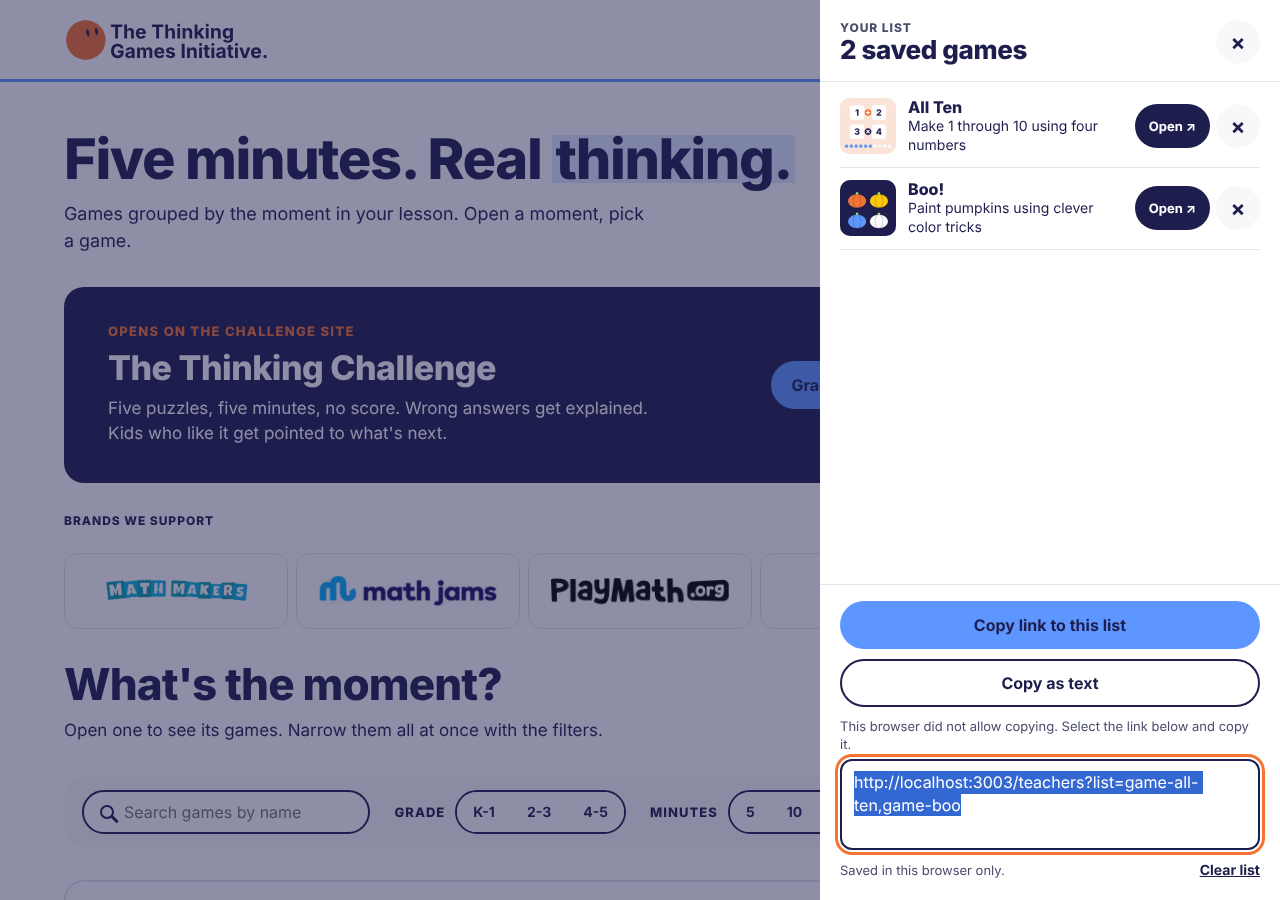 The Thinking
Games Initiative.
Five minutes. Real thinking.
Games grouped by the moment in your lesson. Open a moment, pick
a game.
OPENS ON THE CHALLENGE SITE
The Thinking Challenge
Five puzzles, five minutes, no score. Wrong answers get explained.
Kids who like it get pointed to what's next.
Gra
BRANDS WE SUPPORT
MATH MAKERS
math jams
PlayMath.org
What's the moment?
Open one to see its games. Narrow them all at once with the filters.
Search games by name
GRADE
K-1 2-3 4-5
MINUTES
5 10
YOUR LIST
2 saved games
×
1 2
3 × 4
All Ten
Make 1 through 10 using four
numbers
Open ↗
×
Boo!
Paint pumpkins using clever
color tricks
Open ↗
×
Copy link to this list
Copy as text
This browser did not allow copying. Select the link below and copy
it.
http://localhost:3003/teachers?list=game-all-
ten,game-boo
Saved in this browser only.
Clear list